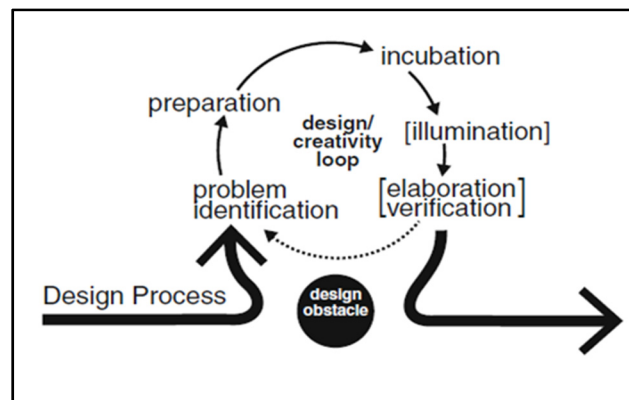 incubation
preparation
design/
creativity
loop
[illumination]
problem
identification
[elaboration
verification]
Design Process
design
obstacle